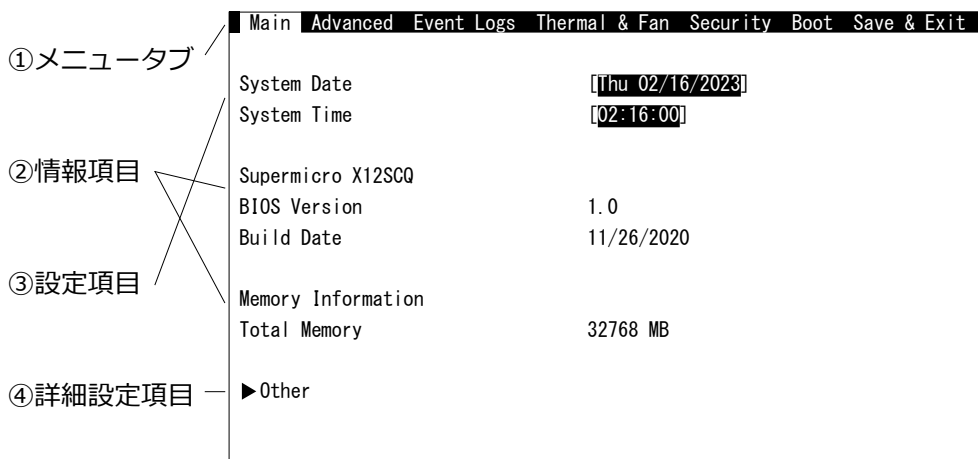 Main Advanced Event Logs Thermal & Fan Security Boot Save & Exit
①メニュータブ
System Date [Thu 02/16/2023]
System Time [02:16:00]
②情報項目
Supermicro X12SCQ
BIOS Version 1.0
Build Date 11/26/2020
③設定項目
Memory Information
Total Memory 32768 MB
④詳細設定項目
▶Other